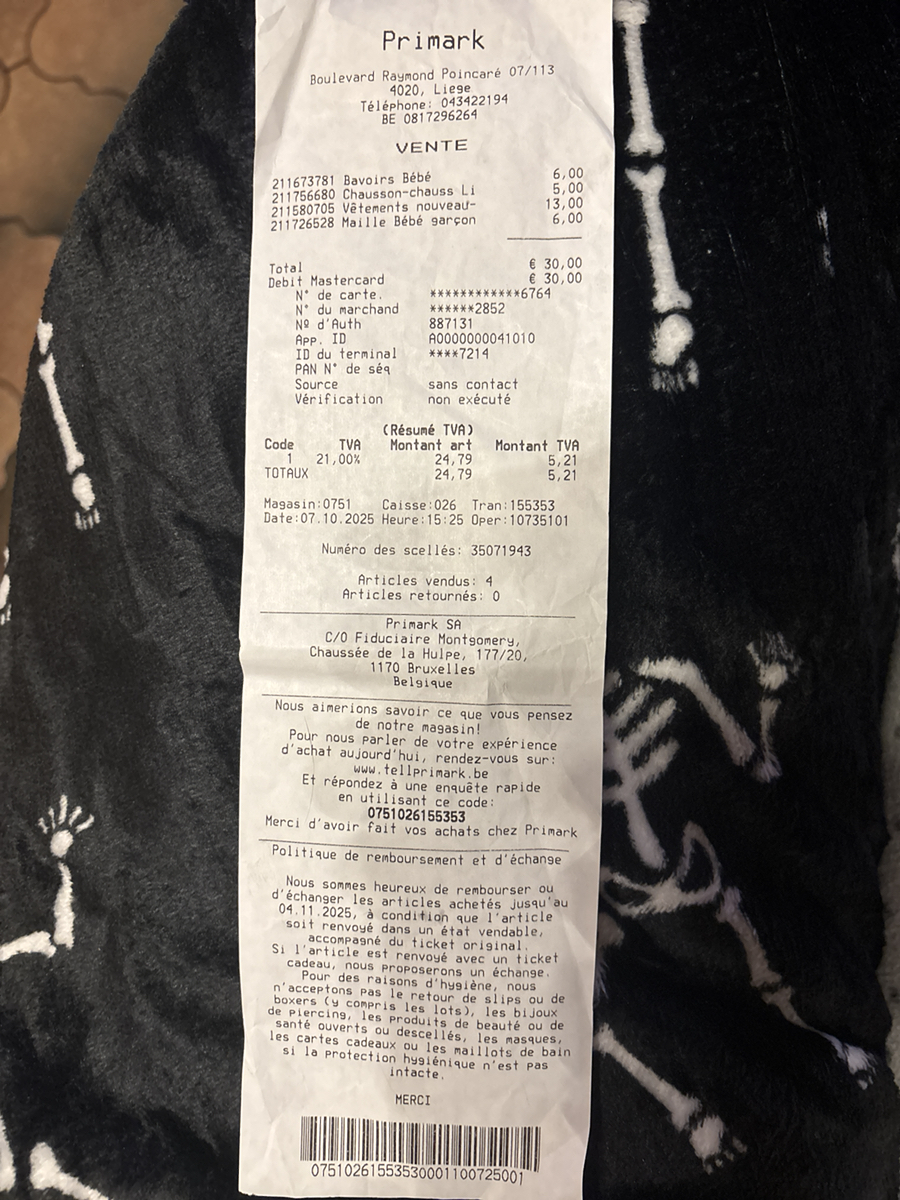 Primark
Boulevard Raymond Poincaré 07/113
4020, Liege
Téléphone: 043422194
BE 0817296264
VENTE
211673781 Bavoirs Bébé 6,00
211756680 Chausson-chauss Li 5,00
211580705 Vêtements nouveau- 13,00
211726528 Maille Bébé garçon 6,00
Total € 30,00
Debit Mastercard € 30,00
N° de carte. ************6764
N° du marchand ******2852
Nº d'Auth 887131
App. ID A0000000041010
ID du terminal ****7214
PAN N° de séq
Source sans contact
Vérification non exécuté
(Résumé TVA)
Code TVA Montant art Montant TVA
1 21,00% 24,79 5,21
TOTAUX 24,79 5,21
Magasin:0751 Caisse:026 Tran:155353
Date:07.10.2025 Heure:15:25 Oper:10735101
Numéro des scellés: 35071943
Articles vendus: 4
Articles retournés: 0
Primark SA
C/O Fiduciaire Montgomery,
Chaussée de la Hulpe, 177/20,
1170 Bruxelles
Belgique
Nous aimerions savoir ce que vous pensez
de notre magasin!
Pour nous parler de votre expérience
d'achat aujourd'hui, rendez-vous sur:
www.tellprimark.be
Et répondez à une enquête rapide
en utilisant ce code:
0751026155353
Merci d'avoir fait vos achats chez Primark
Politique de remboursement et d'échange
Nous sommes heureux de rembourser ou
d'échanger les articles achetés jusqu'au
04.11.2025, à condition que l'article
soit renvoyé dans un état vendable,
accompagné du ticket original.
Si l'article est renvoyé avec un ticket
cadeau, nous proposerons un échange.
Pour des raisons d'hygiène, nous
n'acceptons pas le retour de slips ou de
boxers (y compris les lots), les bijoux
de piercing, les produits de beauté ou de
santé ouverts ou descellés, les masques,
les cartes cadeaux ou les maillots de bain
si la protection hygiénique n'est pas
intacte.
MERCI
07510261553530001100725001